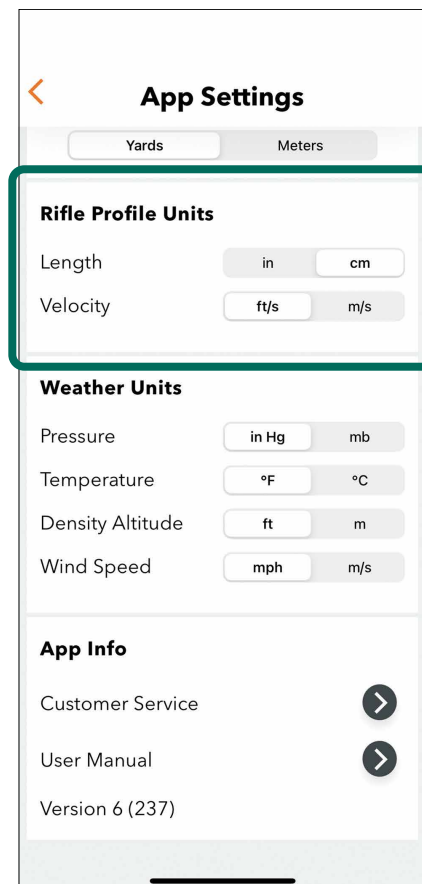 App Settings
Yards Meters
Rifle Profile Units
Length in cm
Velocity ft/s m/s
Weather Units
Pressure in Hg mb
Temperature °F °C
Density Altitude ft m
Wind Speed mph m/s
App Info
Customer Service
User Manual
Version 6 (237)